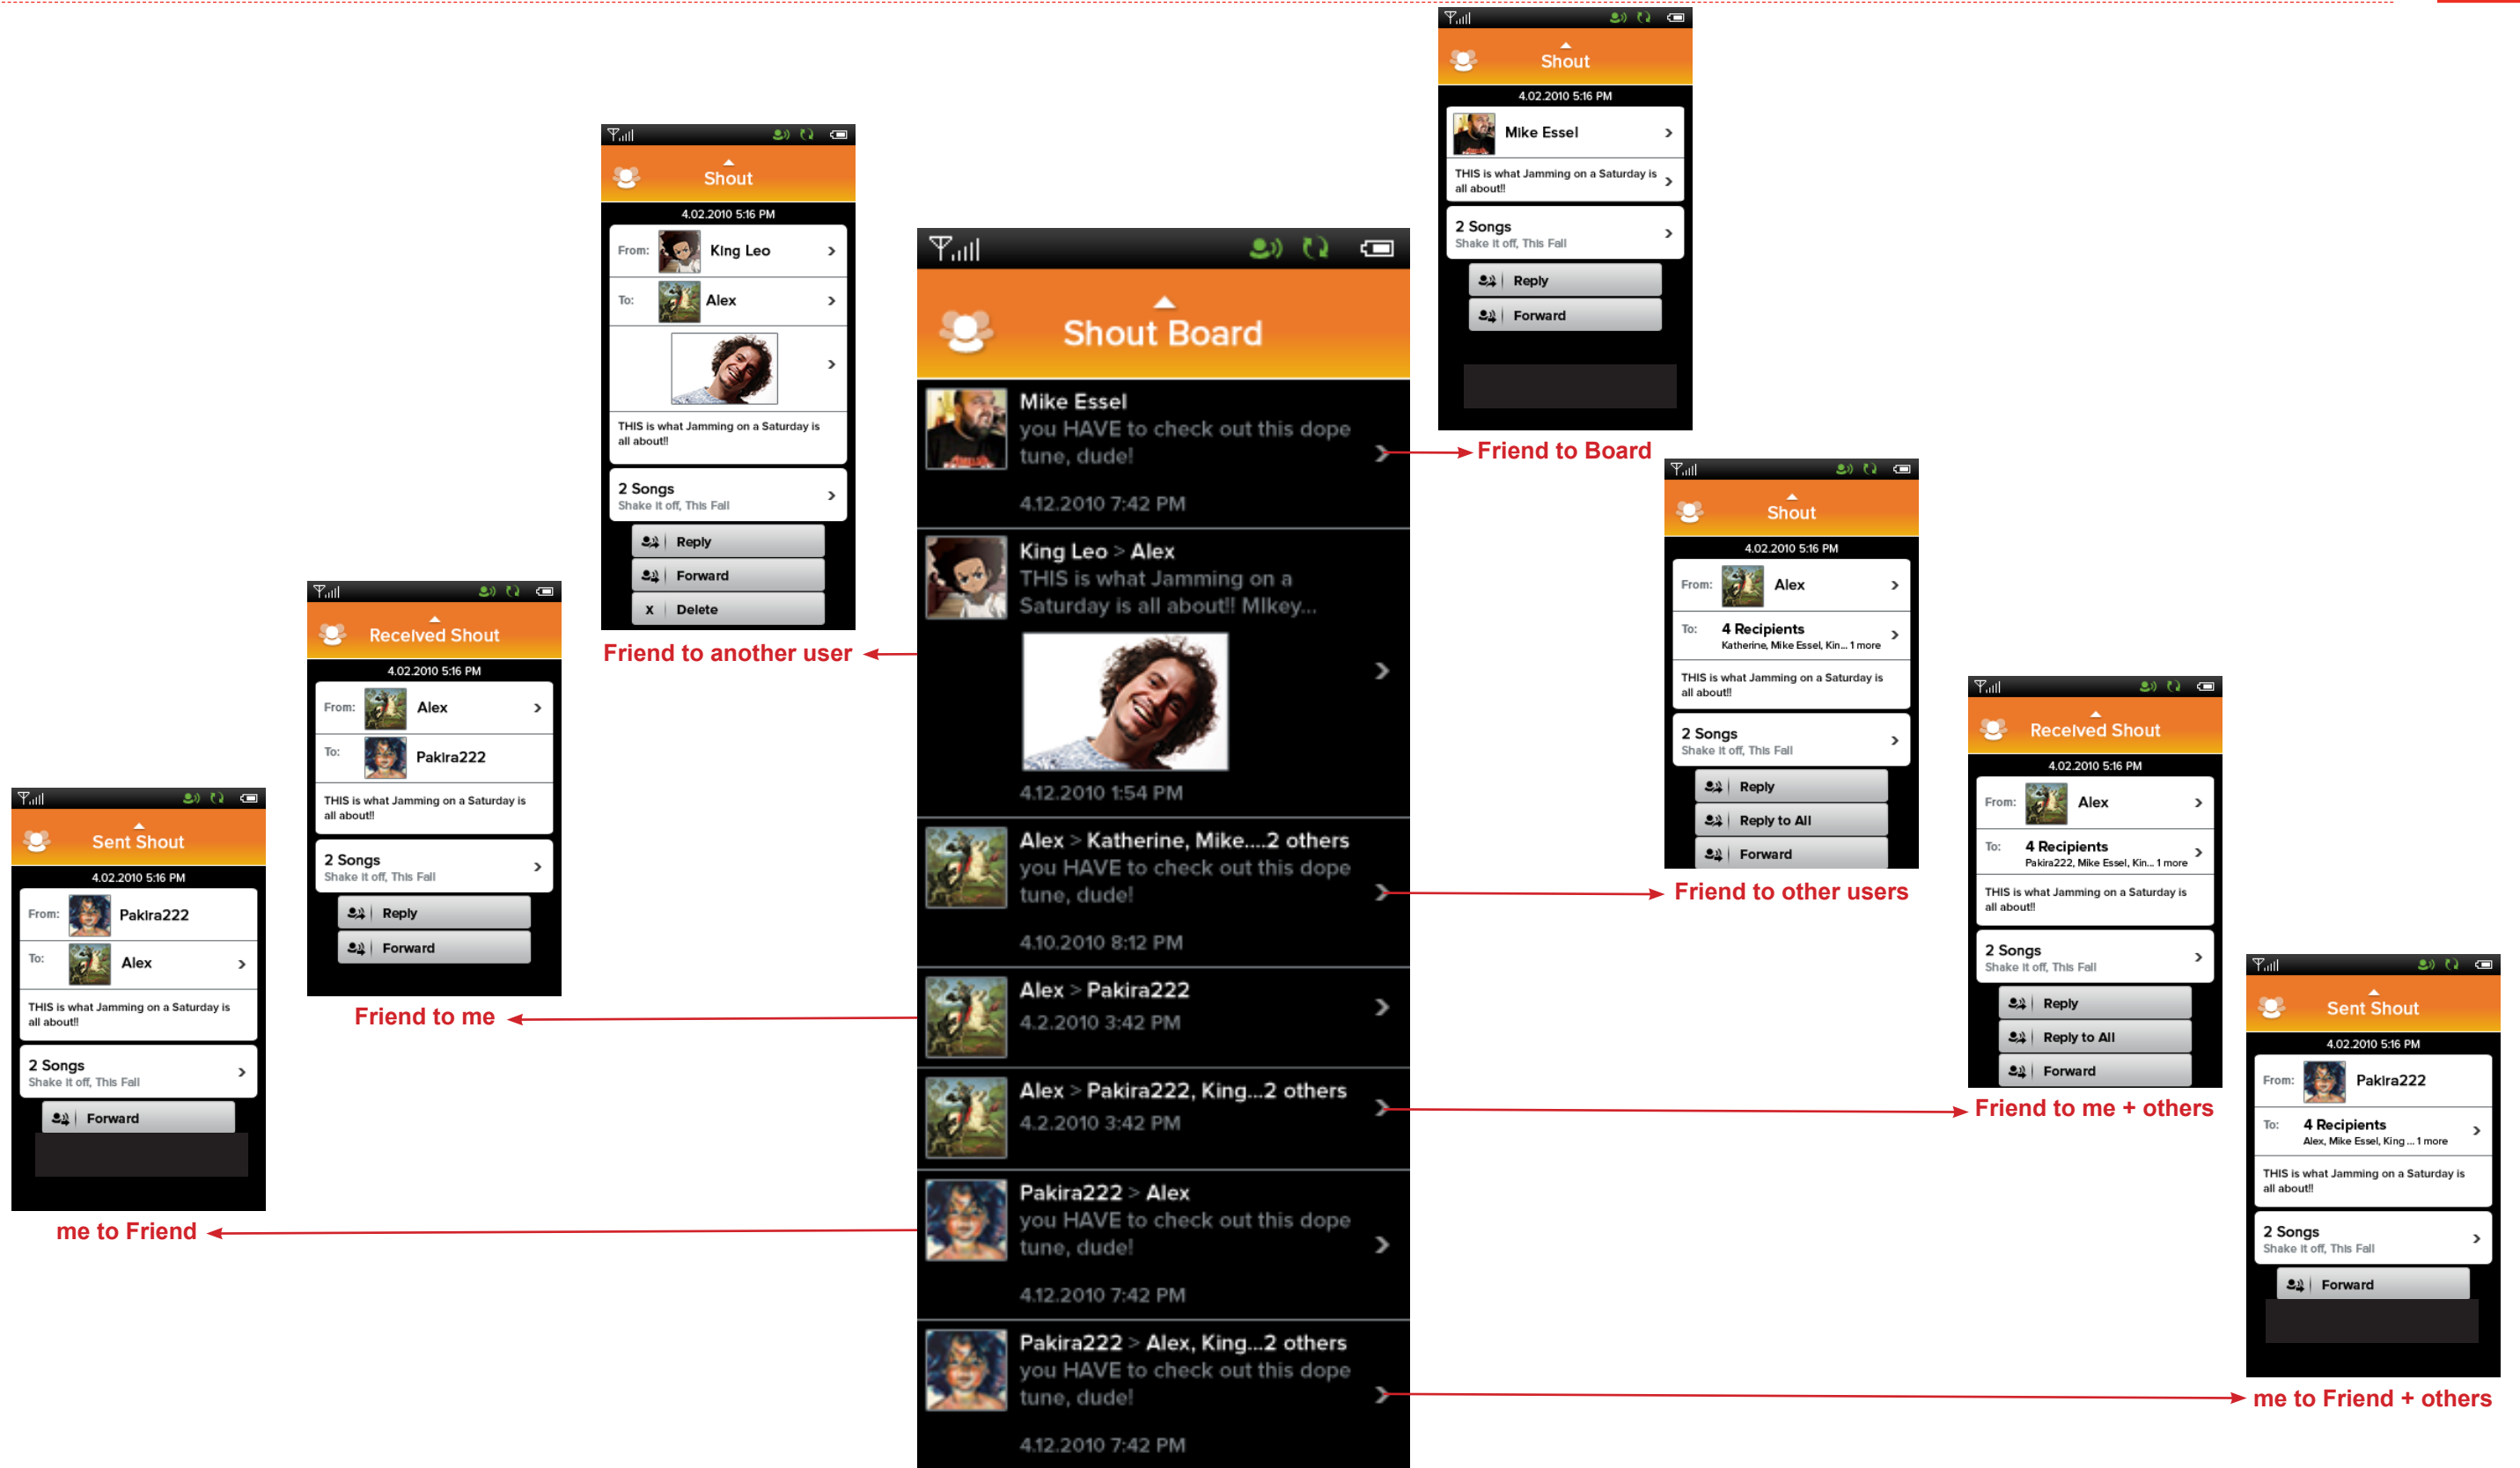 Shout
4.02.2010 5:16 PM
Mike Essel
THIS is what Jamming on a Saturday is
all about!!
2 Songs
Shake it off, This Fall
Reply
Forward
Friend to Board
Shout
4.02.2010 5:16 PM
From: King Leo
To: Alex
THIS is what Jamming on a Saturday is
all about!!
2 Songs
Shake it off, This Fall
Reply
Forward
x Delete
Friend to another user
Shout Board
Mike Essel
you HAVE to check out this dope
tune, dude!
4.12.2010 7:42 PM
King Leo > Alex
THIS is what Jamming on a
Saturday is all about!! MIkey...
4.12.2010 1:54 PM
Alex > Katherine, Mike....2 others
you HAVE to check out this dope
tune, dude!
4.10.2010 8:12 PM
Alex > Pakira222
4.2.2010 3:42 PM
Alex > Pakira222, King...2 others
4.2.2010 3:42 PM
Pakira222 > Alex
you HAVE to check out this dope
tune, dude!
4.12.2010 7:42 PM
Pakira222 > Alex, King...2 others
you HAVE to check out this dope
tune, dude!
4.12.2010 7:42 PM
Shout
4.02.2010 5:16 PM
From: Alex
To: 4 Recipients
Katherine, Mike Essel, Kin... 1 more
THIS is what Jamming on a Saturday is
all about!!
2 Songs
Shake it off, This Fall
Reply
Reply to All
Forward
Friend to other users
Received Shout
4.02.2010 5:16 PM
From: Alex
To: Pakira222
THIS is what Jamming on a Saturday is
all about!!
2 Songs
Shake it off, This Fall
Reply
Forward
Friend to me
Received Shout
4.02.2010 5:16 PM
From: Alex
To: 4 Recipients
Pakira222, Mike Essel, Kin... 1 more
THIS is what Jamming on a Saturday is
all about!!
2 Songs
Shake it off, This Fall
Reply
Reply to All
Forward
Friend to me + others
Sent Shout
4.02.2010 5:16 PM
From: Pakira222
To: Alex
THIS is what Jamming on a Saturday is
all about!!
2 Songs
Shake it off, This Fall
Forward
me to Friend
Sent Shout
4.02.2010 5:16 PM
From: Pakira222
To: 4 Recipients
Alex, Mike Essel, King ... 1 more
THIS is what Jamming on a Saturday is
all about!!
2 Songs
Shake it off, This Fall
Forward
me to Friend + others